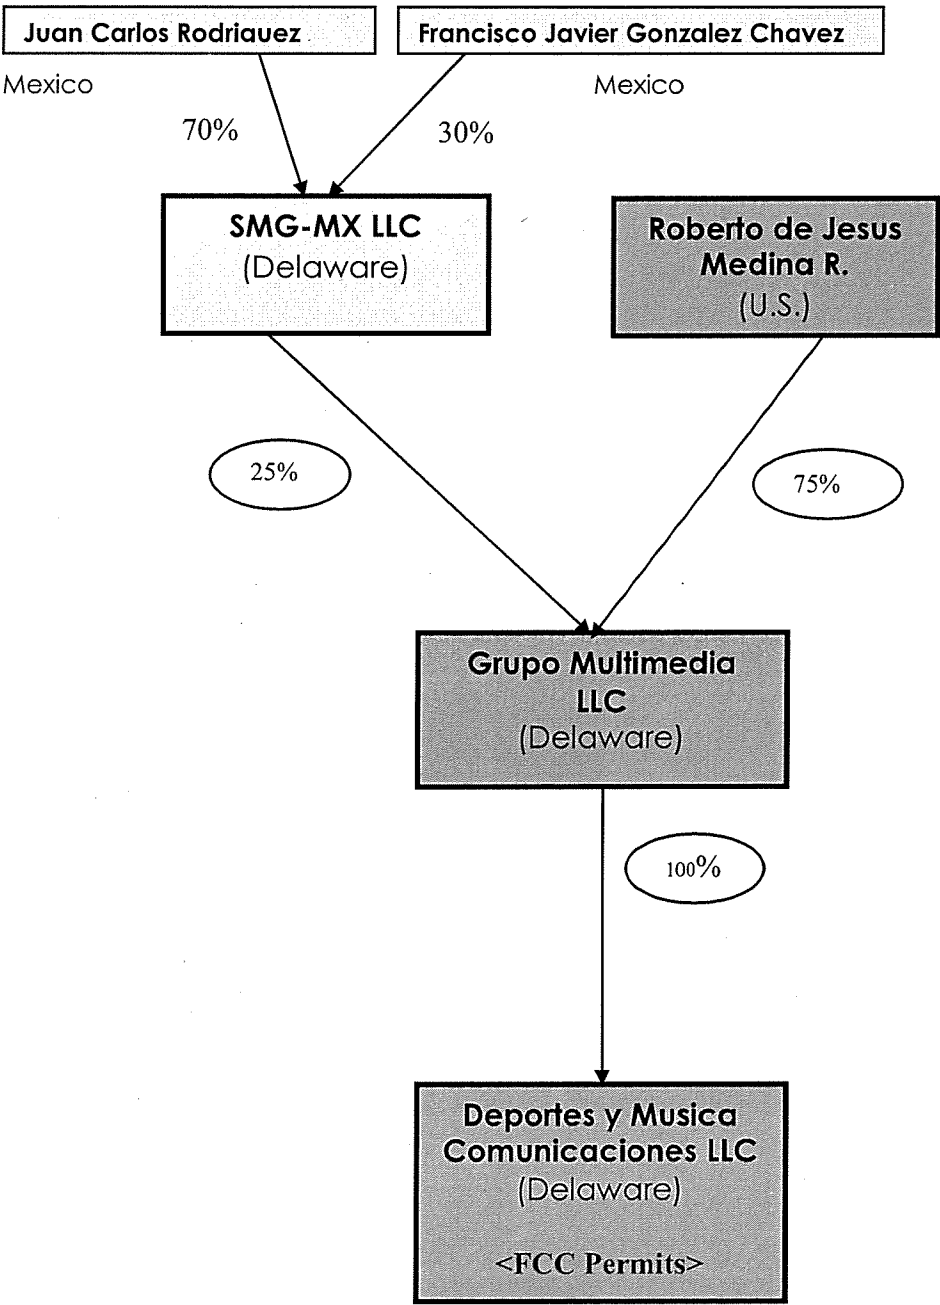 Juan Carlos Rodriauez
Francisco Javier Gonzalez Chavez
Mexico
Mexico
70%
30%
SMG-MX LLC
(Delaware)
Roberto de Jesus
Medina R.
(U.S.)
25%
75%
Grupo Multimedia
LLC
(Delaware)
100%
Deportes y Musica
Comunicaciones LLC
(Delaware)
<FCC Permits>